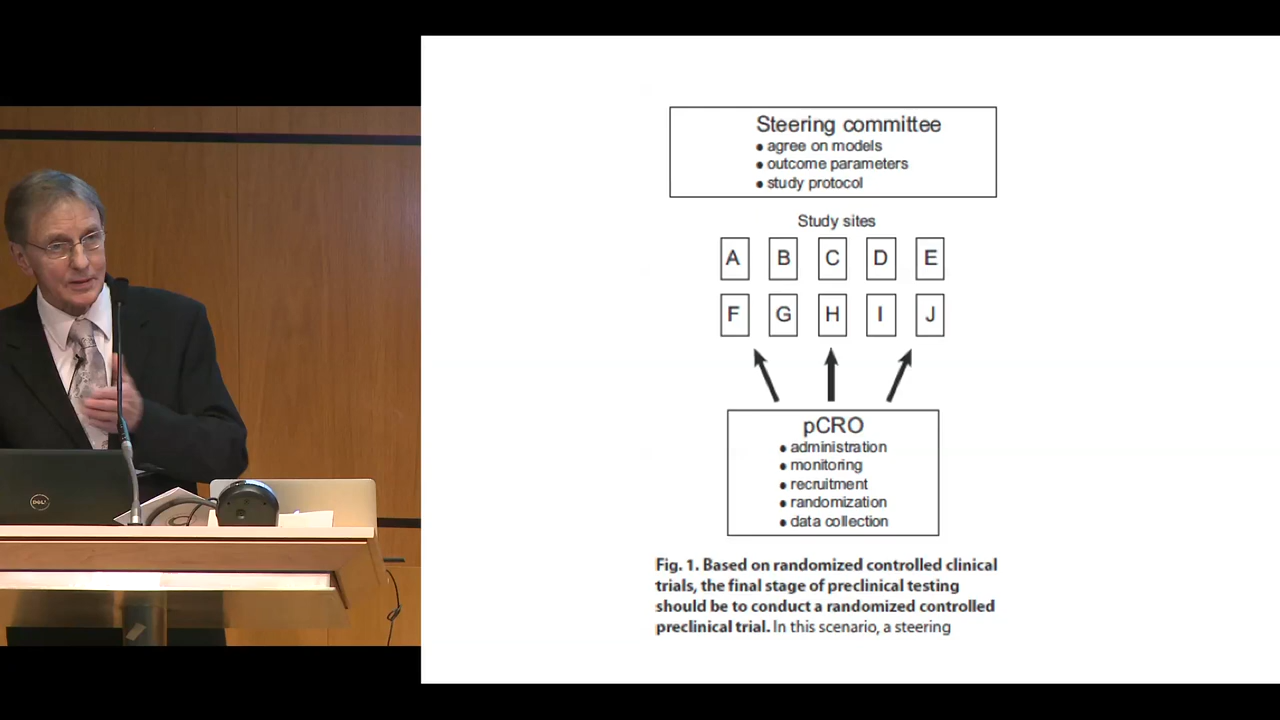 Steering committee
• agree on models
• outcome parameters
• study protocol
Study sites
A B C D E
F G H I J
pCRO
• administration
• monitoring
• recruitment
• randomization
• data collection
Fig. 1. Based on randomized controlled clinical
trials, the final stage of preclinical testing
should be to conduct a randomized controlled
preclinical trial. In this scenario, a steering
DELL